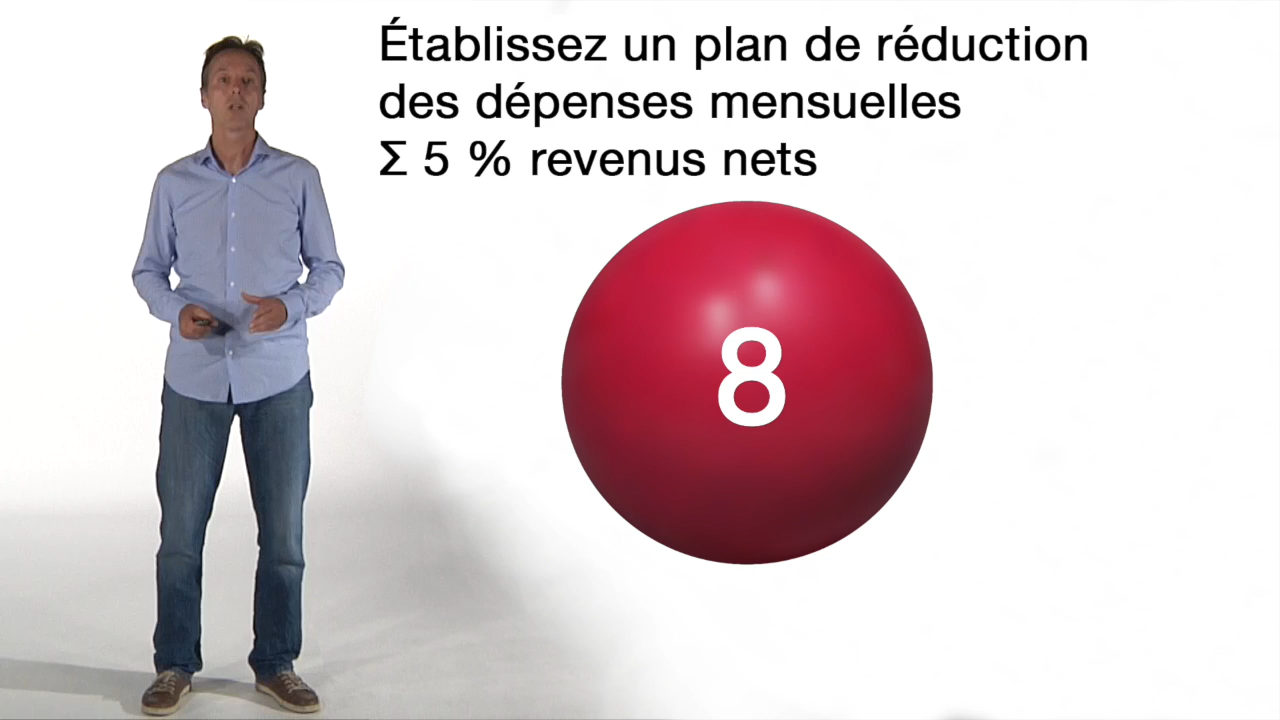 Établissez un plan de réduction
des dépenses mensuelles
Σ 5 % revenus nets
8